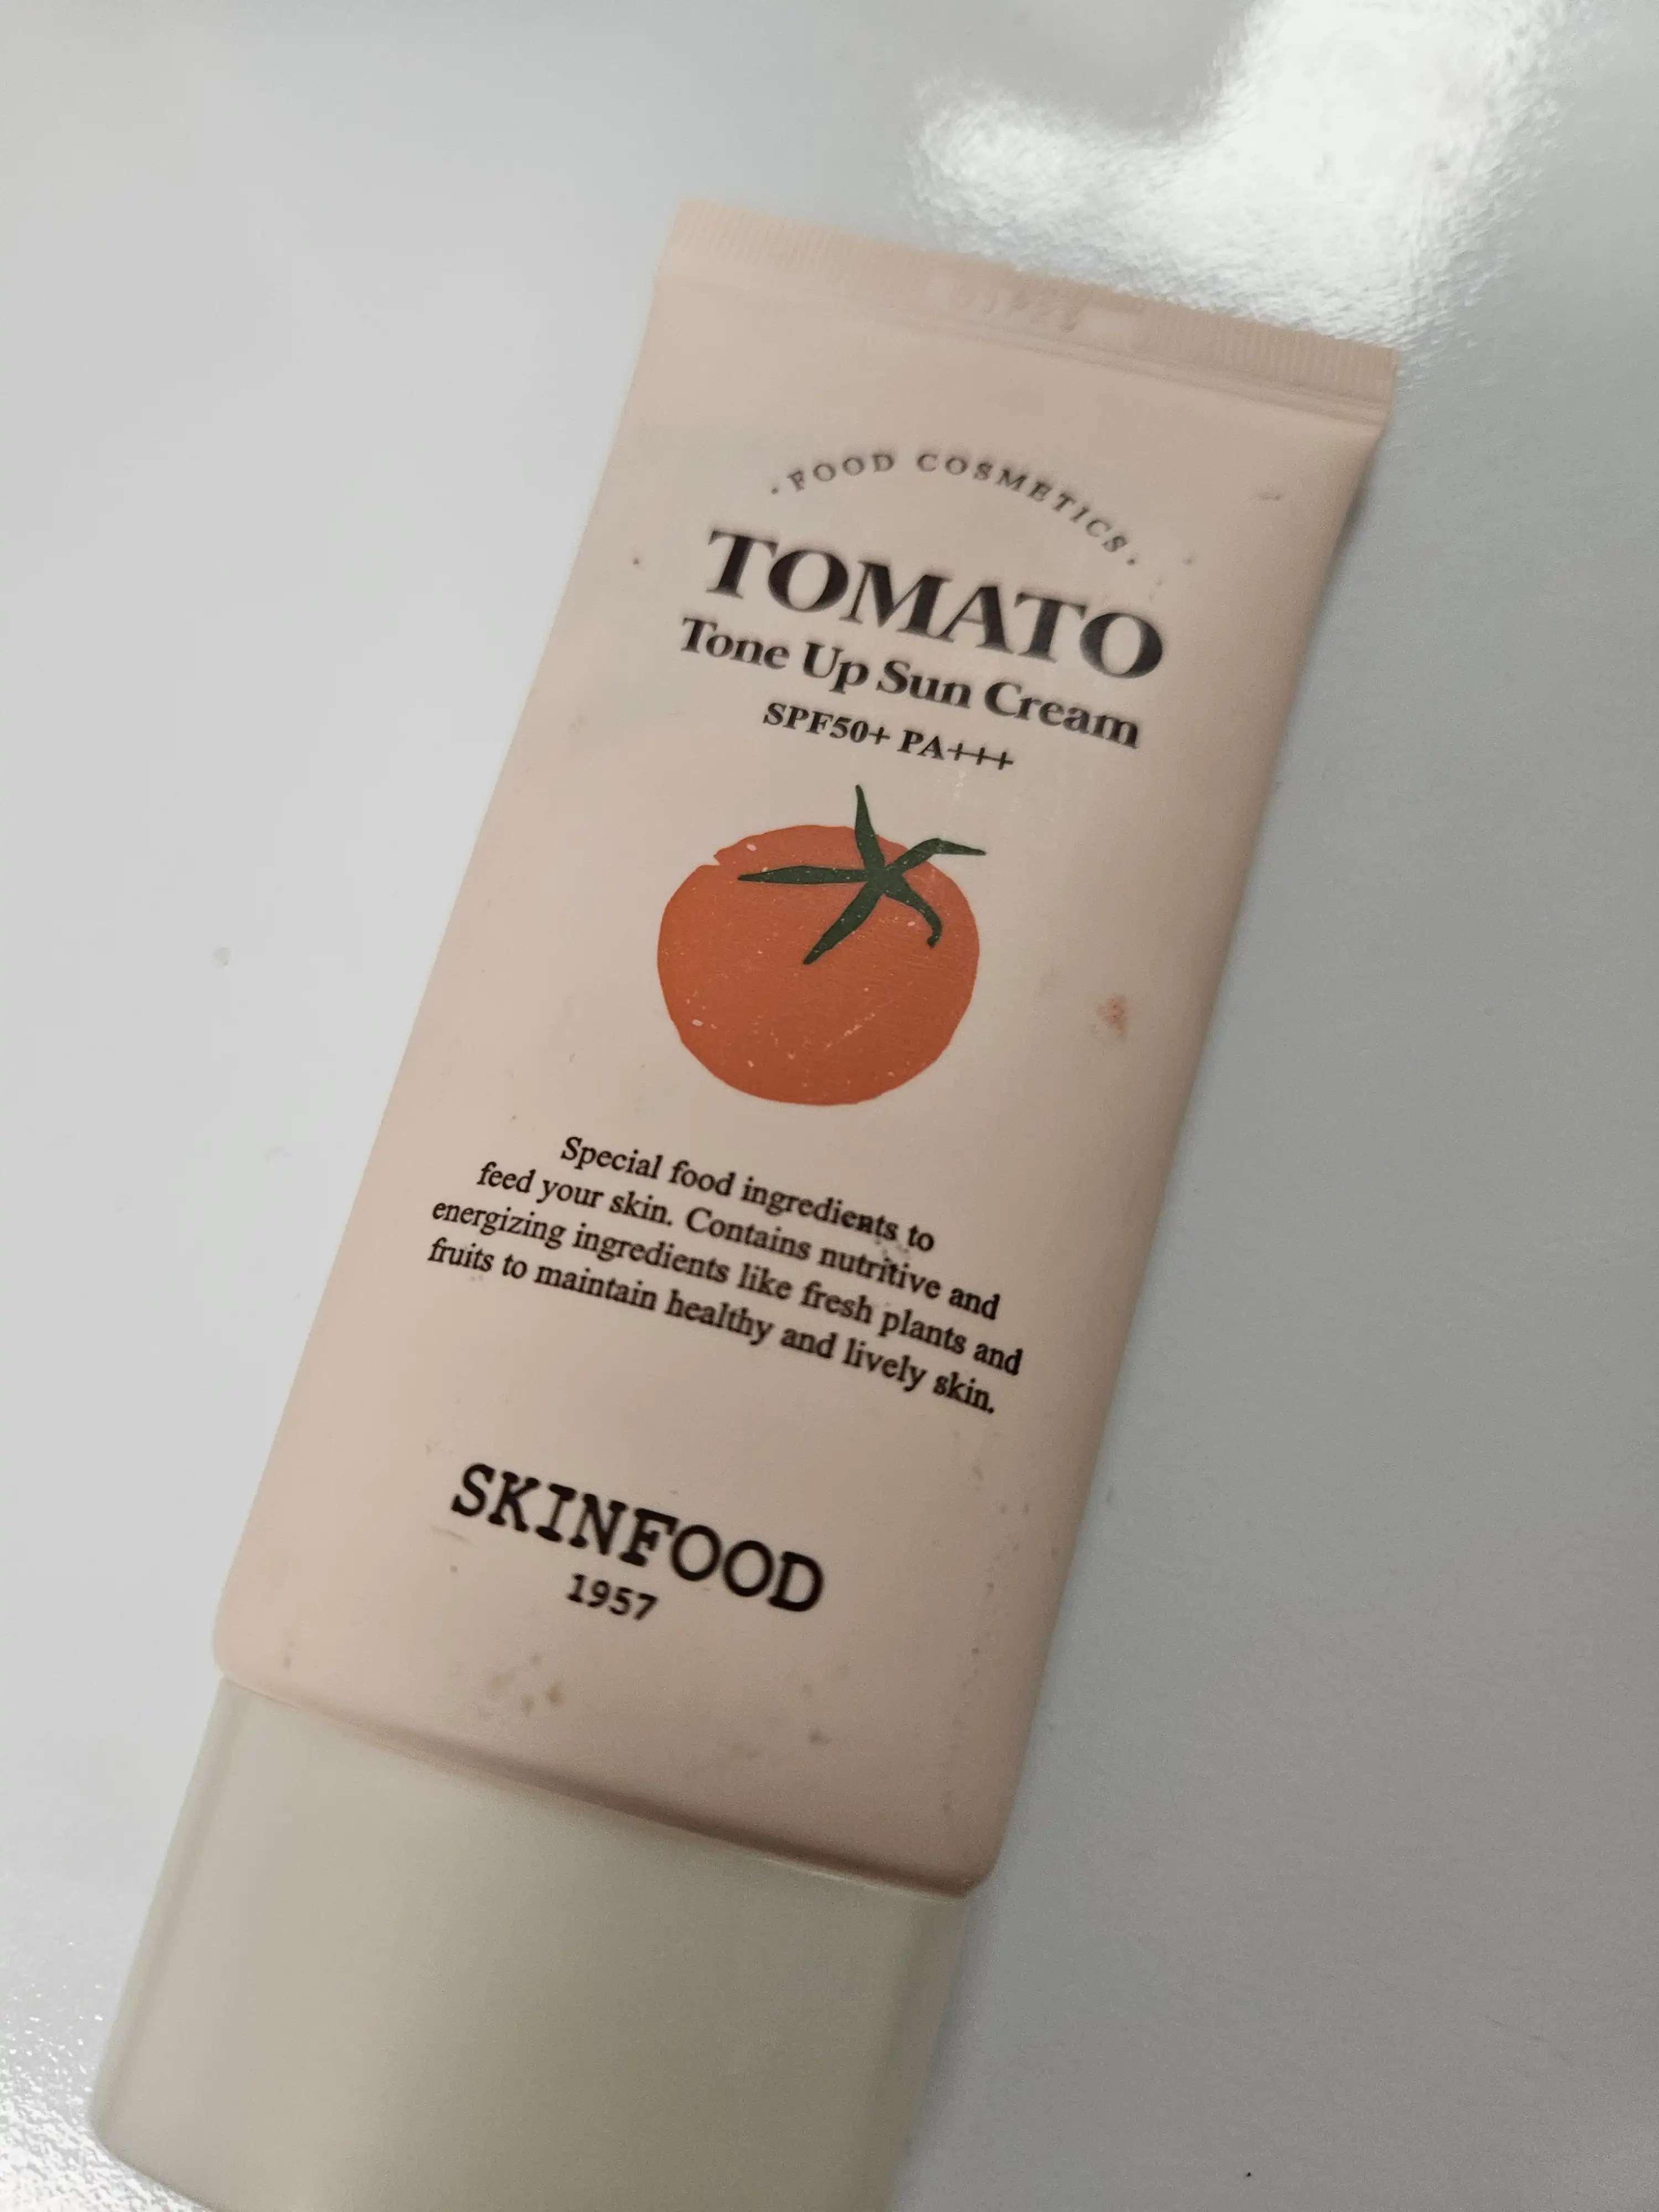 ·FOOD COSMETICS·
TOMATO
Tone Up Sun Cream
SPF50+ PA+++
Special food ingredients to
feed your skin. Contains nutritive and
energizing ingredients like fresh plants and
fruits to maintain healthy and lively skin.
SKINFOOD
1957